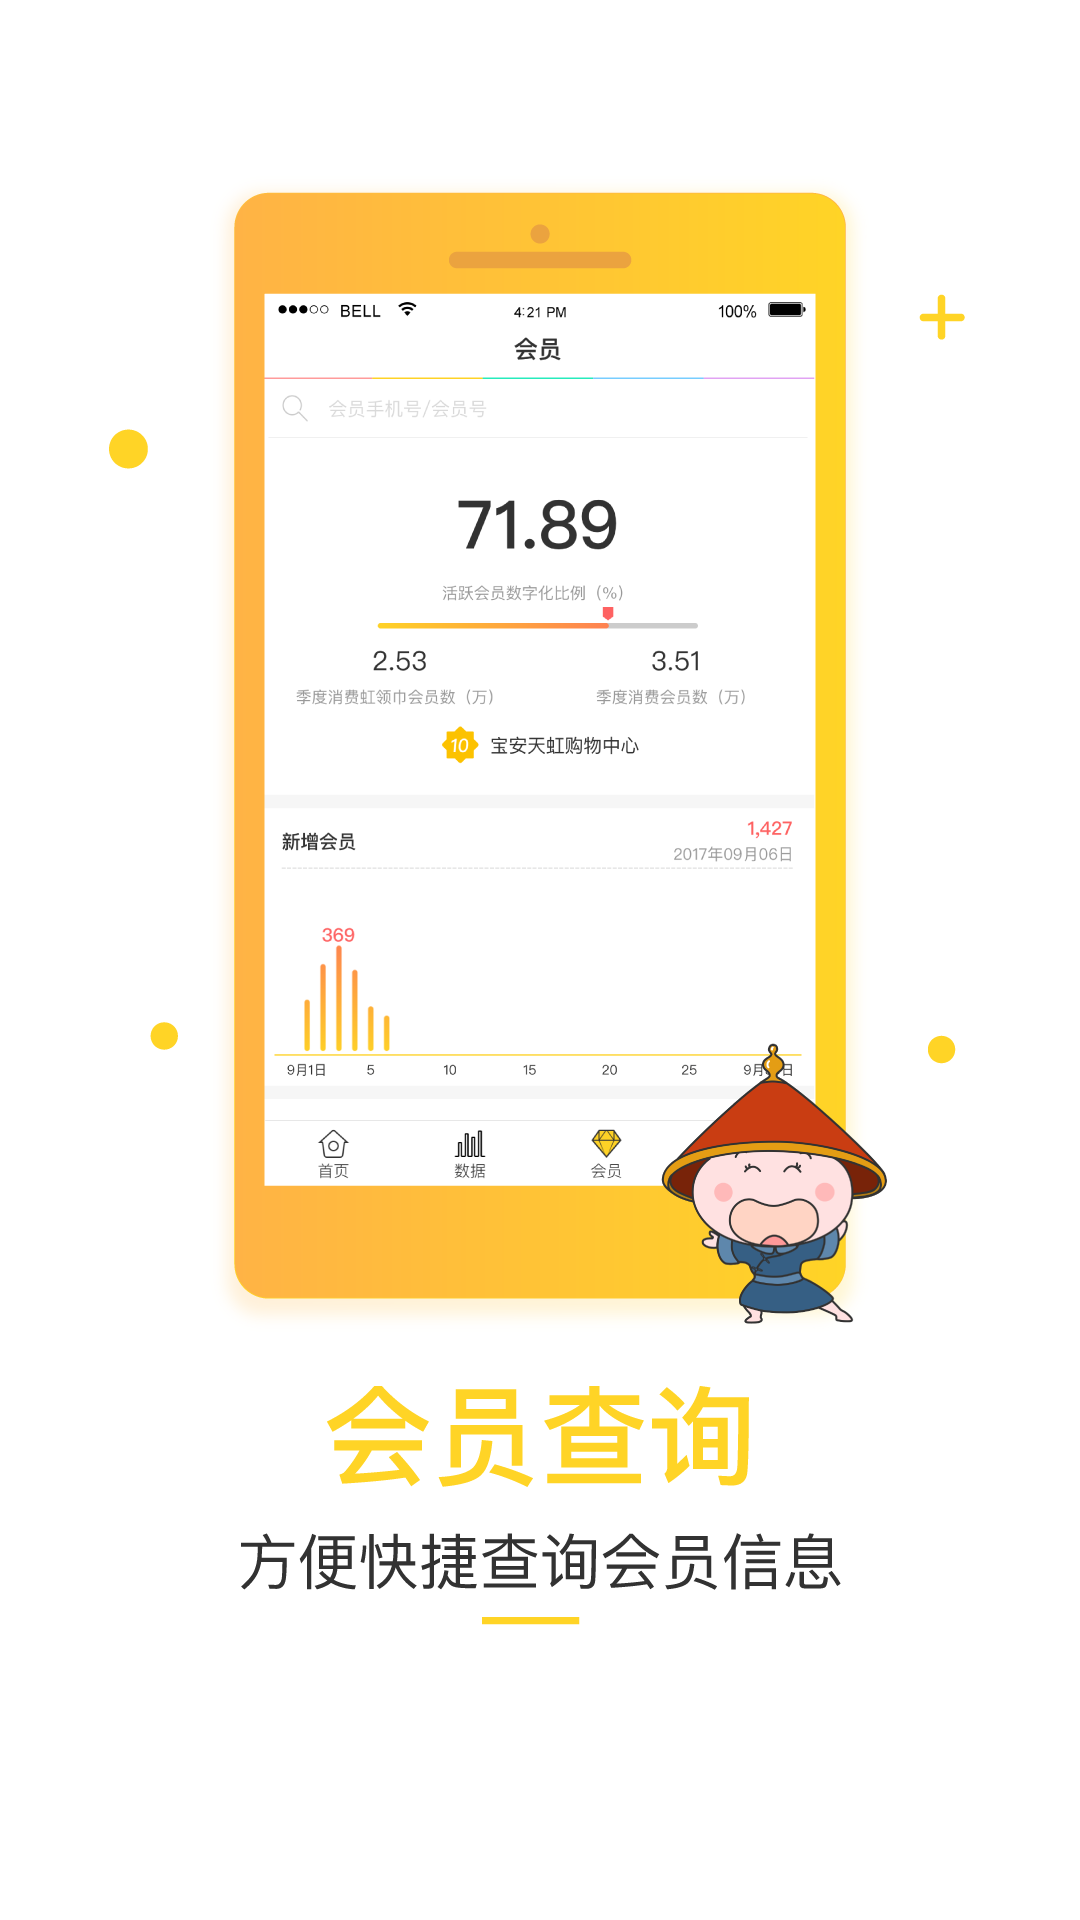 BELL 4:21 PM 100%
会员
会员手机号/会员号
71.89
活跃会员数字化比例（%）
2.53 3.51
季度消费虹领巾会员数（万） 季度消费会员数（万）
10 宝安天虹购物中心
新增会员 1,427
2017年09月06日
369
9月1日 5 10 15 20 25 9月 日
首页 数据 会员
会员查询
方便快捷查询会员信息